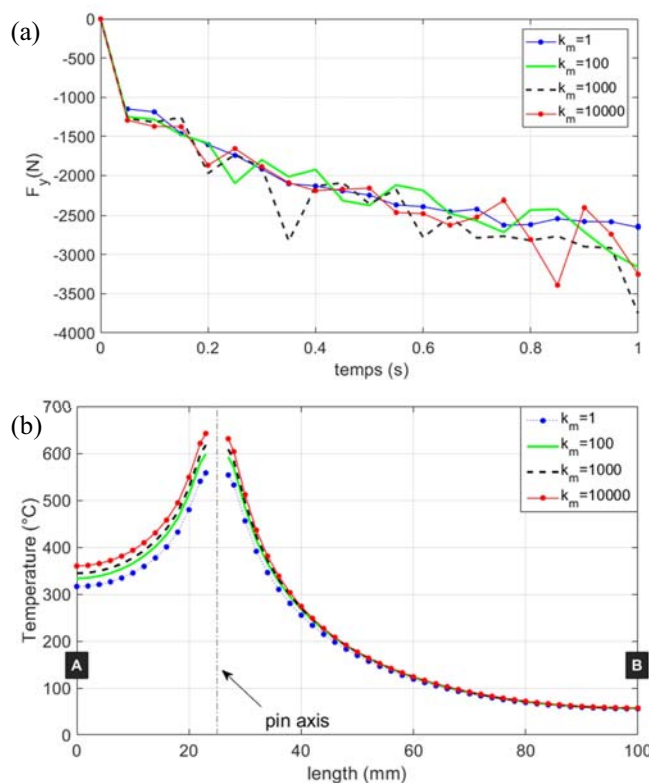 (a)
0
-500
-1000
-1500
-2000
-2500
-3000
-3500
-4000
F_y(N)
k_m=1
k_m=100
k_m=1000
k_m=10000
0
0.2
0.4
0.6
0.8
1
temps (s)
(b)
700
600
500
400
300
200
100
0
Temperature (°C)
k_m=1
k_m=100
k_m=1000
k_m=10000
A
B
pin axis
0
20
40
60
80
100
length (mm)